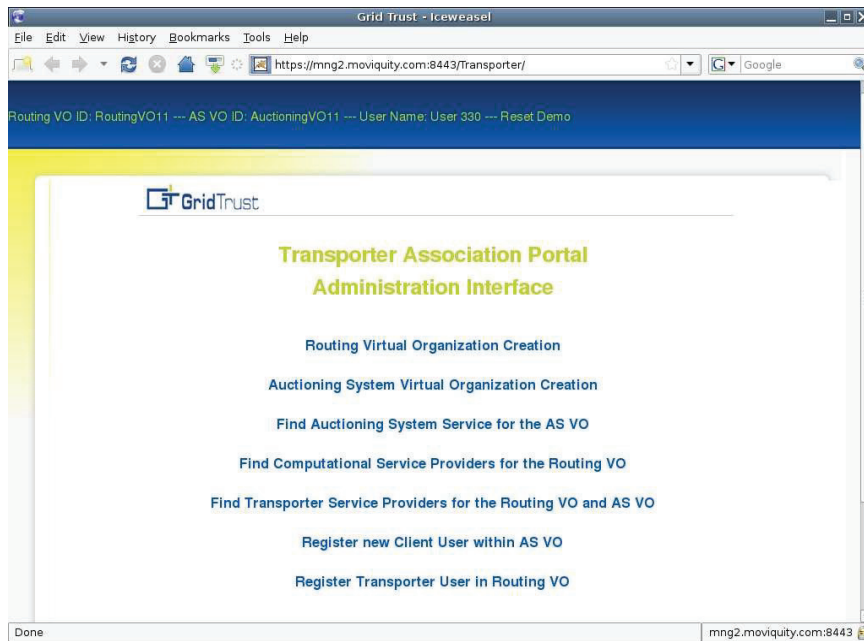 Grid Trust - Iceweasel
File Edit View History Bookmarks Tools Help
https://mng2.moviquity.com:8443/Transporter/
G Google
Routing VO ID: RoutingVO11 --- AS VO ID: AuctioningVO11 --- User Name: User 330 --- Reset Demo
GT GridTrust
Transporter Association Portal
Administration Interface
Routing Virtual Organization Creation
Auctioning System Virtual Organization Creation
Find Auctioning System Service for the AS VO
Find Computational Service Providers for the Routing VO
Find Transporter Service Providers for the Routing VO and AS VO
Register new Client User within AS VO
Register Transporter User in Routing VO
Done mng2.moviquity.com:8443